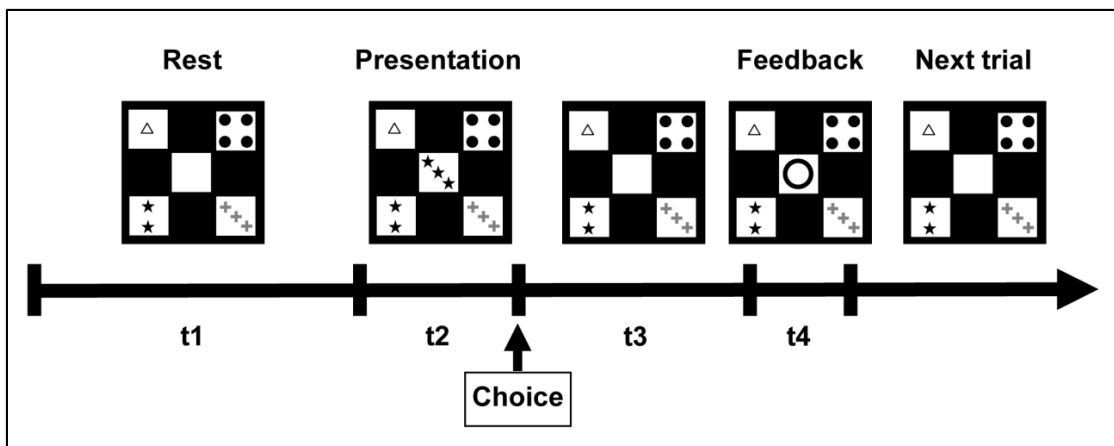 Rest
Presentation
Feedback
Next trial
t1
t2
t3
t4
Choice